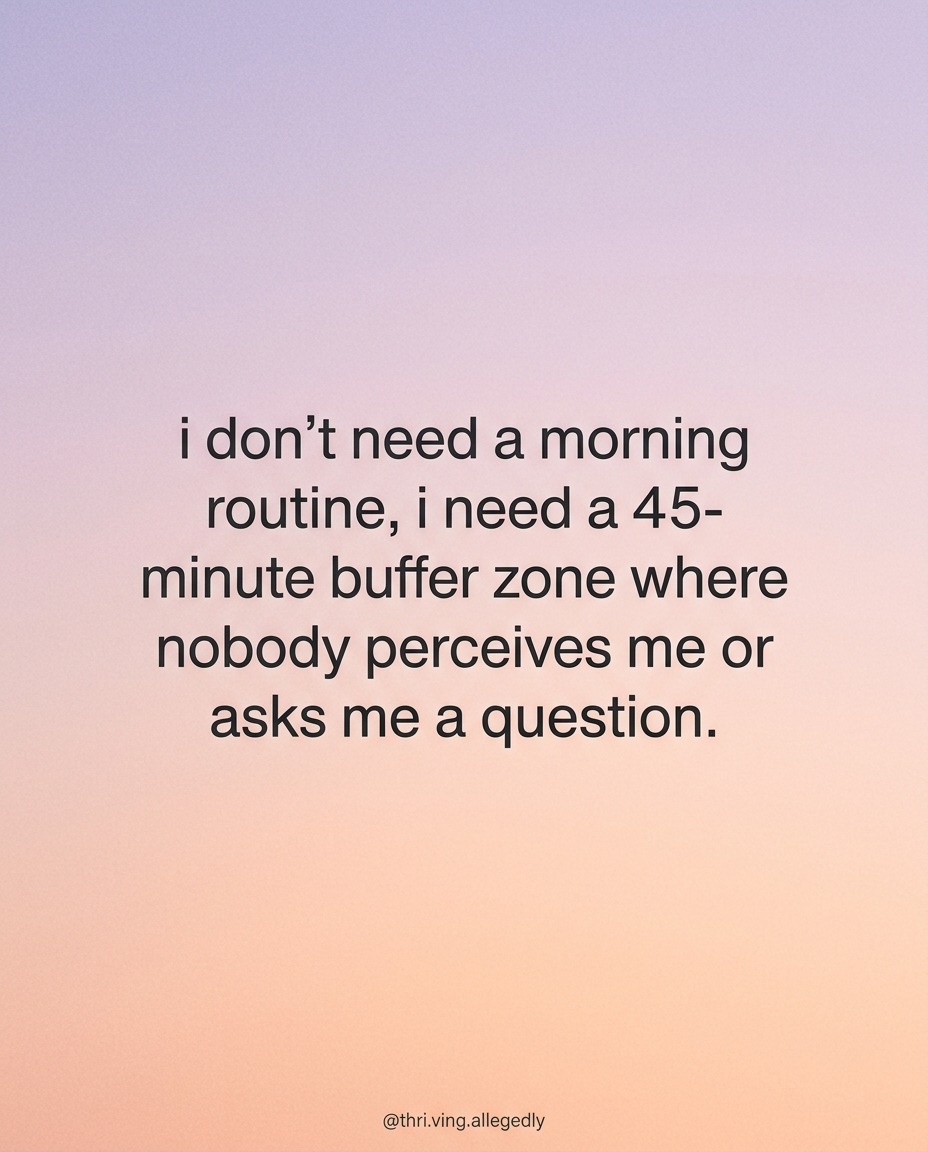 i don’t need a morning
routine, i need a 45-
minute buffer zone where
nobody perceives me or
asks me a question.
@thri.ving.allegedly